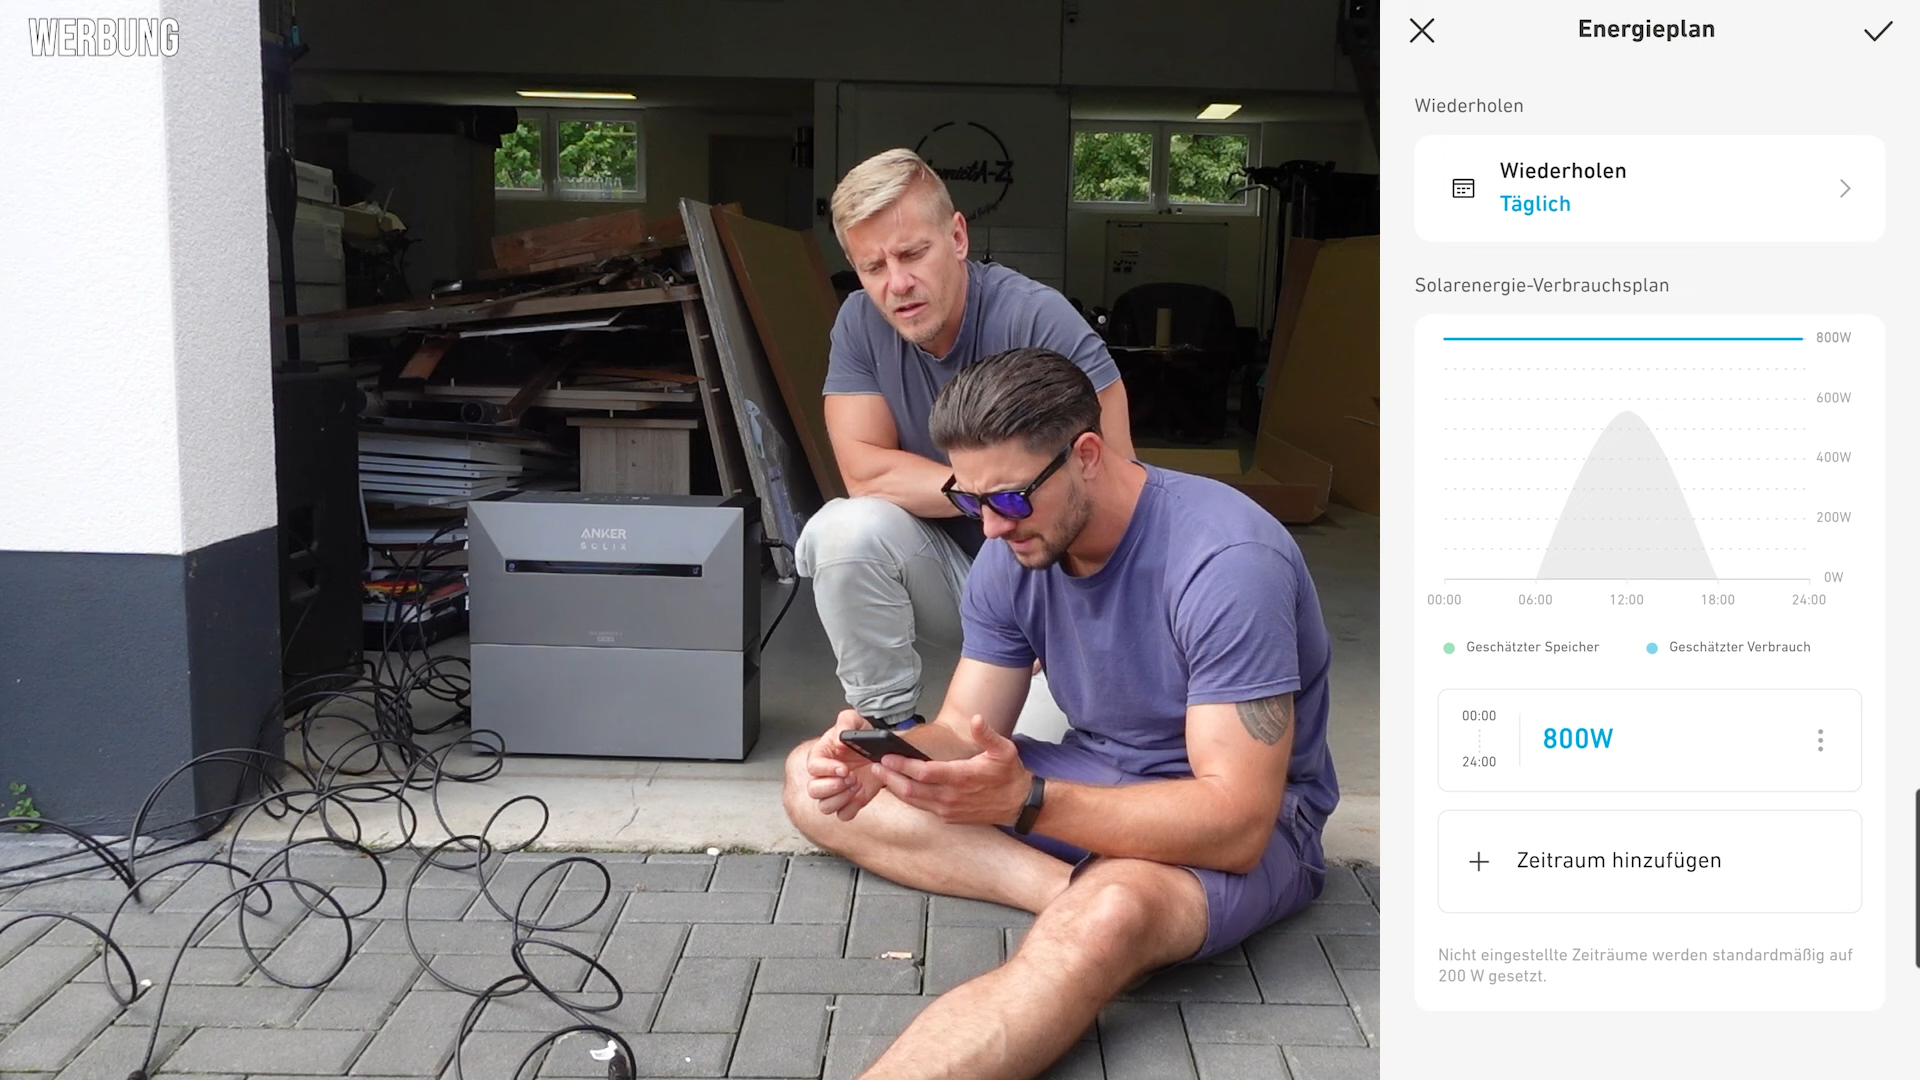 WERBUNG
ANKER
SOLIX
A-Z
Energieplan
Wiederholen
Wiederholen
Täglich
Solarenergie-Verbrauchsplan
800W
600W
400W
200W
0W
00:00 06:00 12:00 18:00 24:00
Geschätzter Speicher Geschätzter Verbrauch
00:00
24:00
800W
Zeitraum hinzufügen
Nicht eingestellte Zeiträume werden standardmäßig auf
200 W gesetzt.